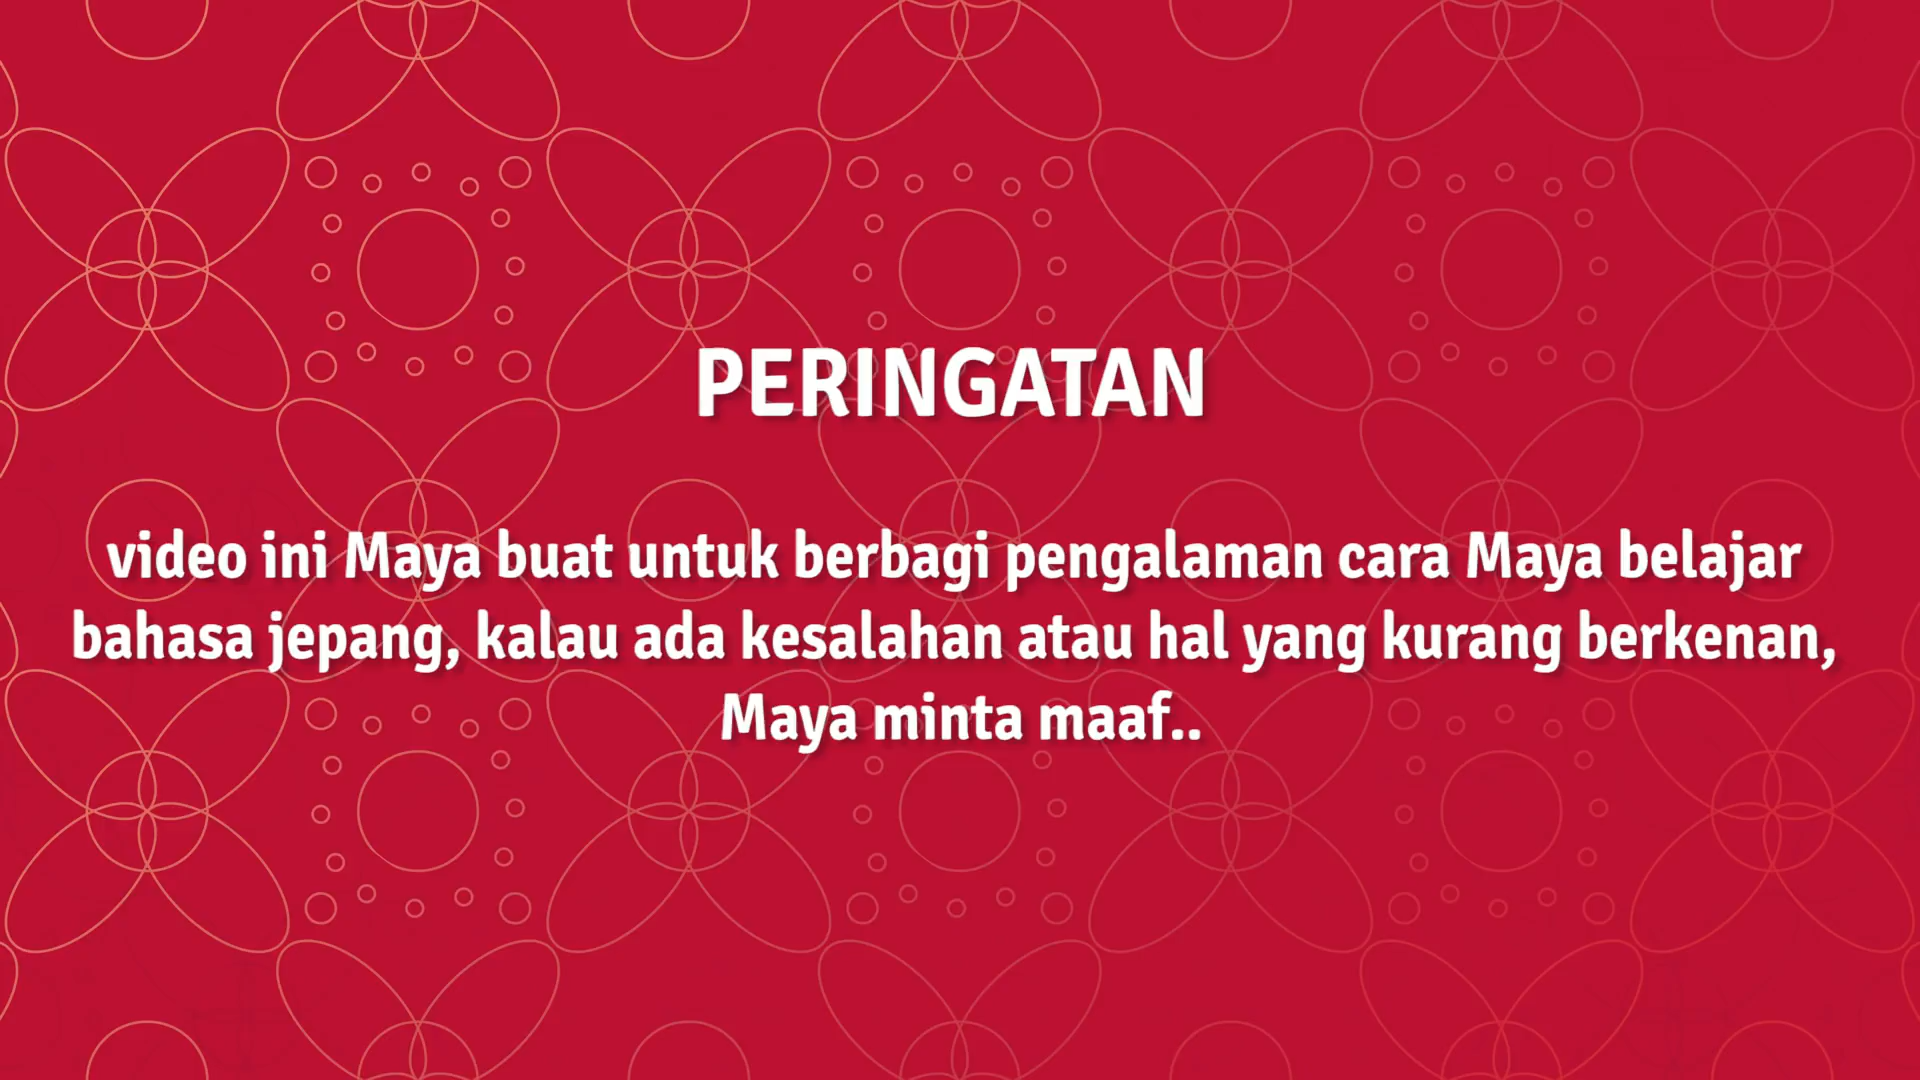 PERINGATAN
video ini Maya buat untuk berbagi pengalaman cara Maya belajar
bahasa jepang, kalau ada kesalahan atau hal yang kurang berkenan,
Maya minta maaf..